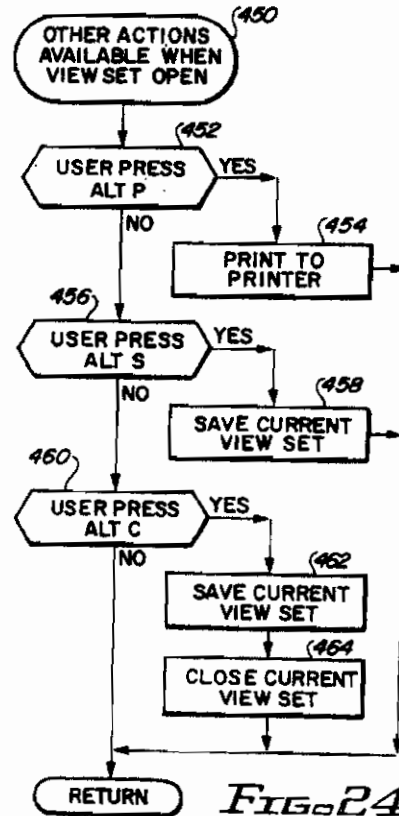 450
OTHER ACTIONS
AVAILABLE WHEN
VIEW SET OPEN
452
USER PRESS
ALT P
YES
NO
454
PRINT TO
PRINTER
456
USER PRESS
ALT S
YES
NO
458
SAVE CURRENT
VIEW SET
460
USER PRESS
ALT C
YES
NO
462
SAVE CURRENT
VIEW SET
464
CLOSE CURRENT
VIEW SET
RETURN
FIG. 24